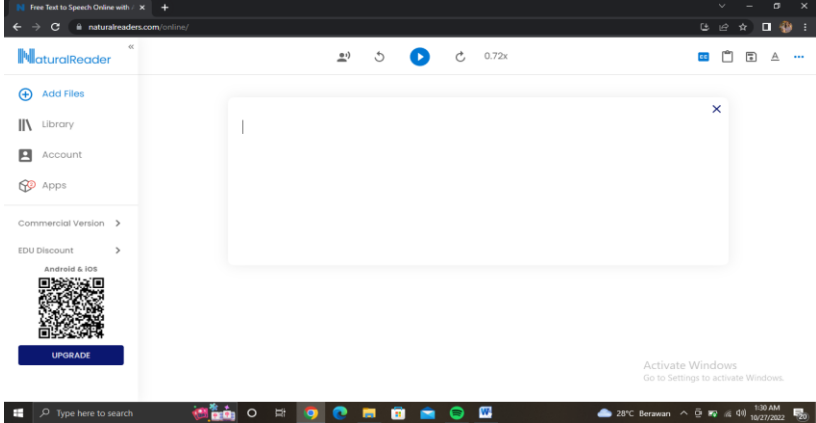 Free Text to Speech Online with
naturalreaders.com/online/
NaturalReader
0.72x
Add Files
Library
Account
Apps
Commercial Version
EDU Discount
Android & iOS
UPGRADE
Activate Windows
Go to Settings to activate Windows.
Type here to search
28°C Berawan
1:30 AM
10/27/2022